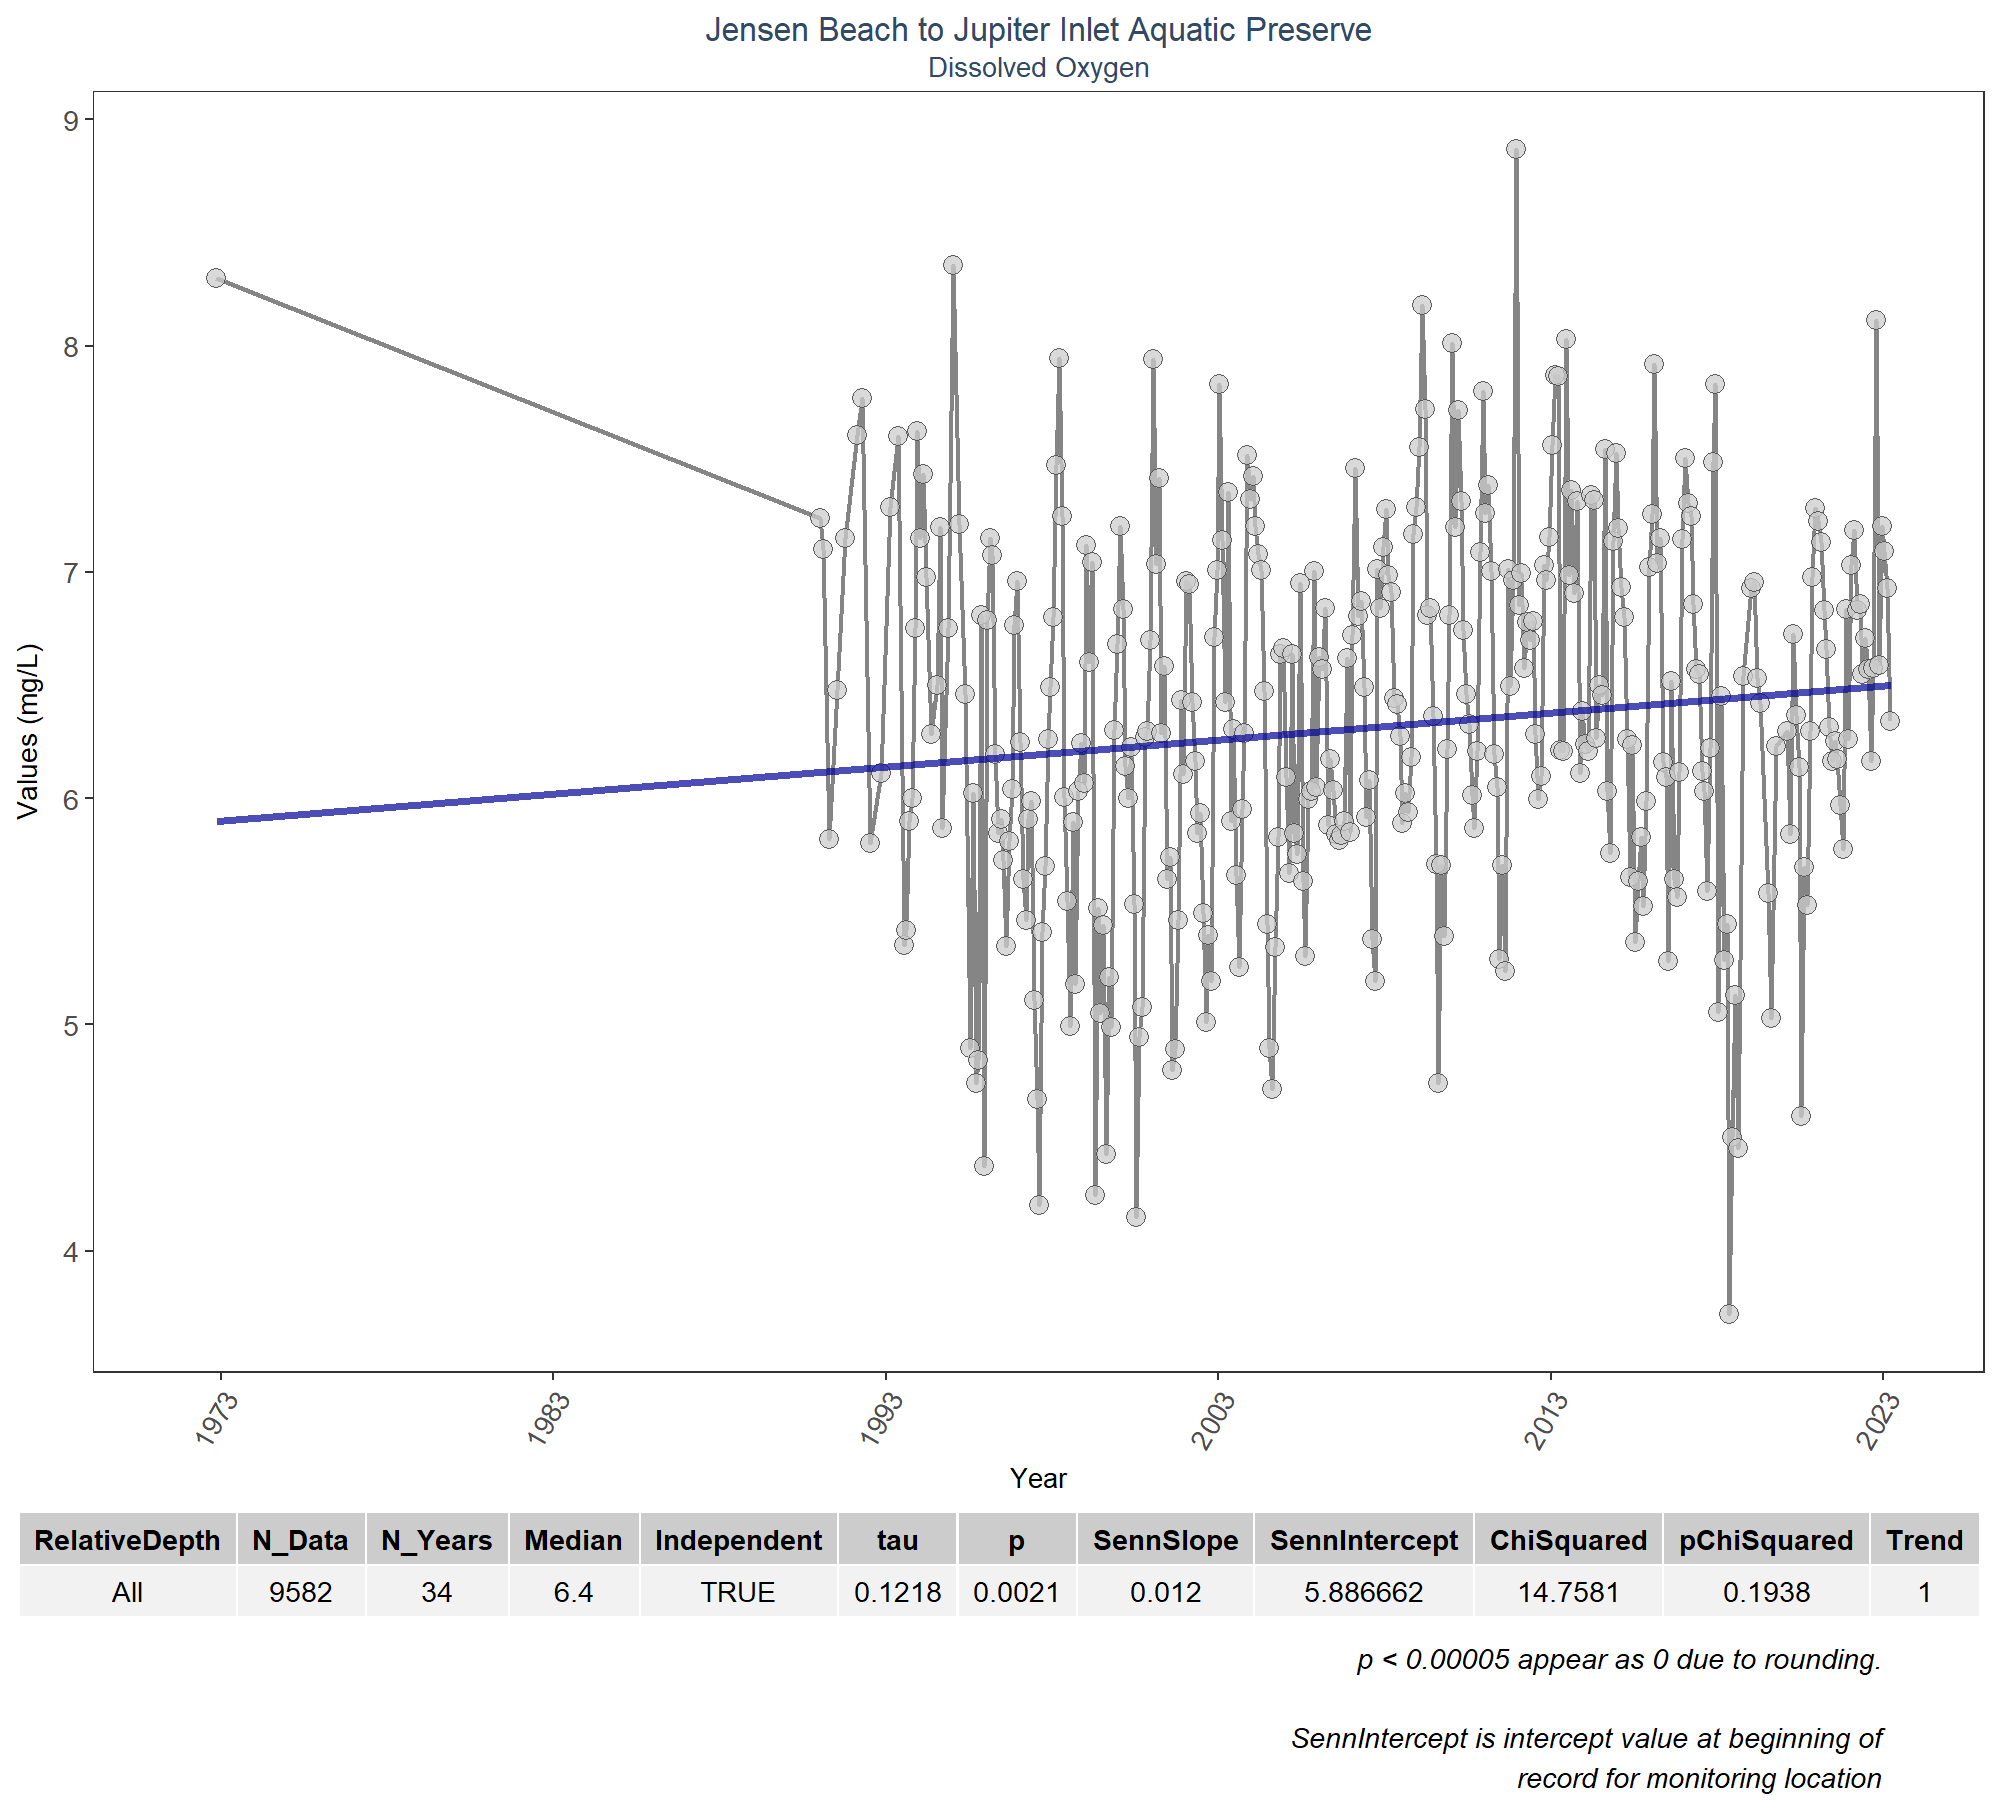 Jensen Beach to Jupiter Inlet Aquatic Preserve
Dissolved Oxygen
9
8
7
6
5
4
Values (mg/L)
1973
1983
1993
2003
2013
2023
Year
RelativeDepth N_Data N_Years Median Independent tau p SennSlope SennIntercept ChiSquared pChiSquared Trend
All 9582 34 6.4 TRUE 0.1218 0.0021 0.012 5.886662 14.7581 0.1938 1
p < 0.00005 appear as 0 due to rounding.
SennIntercept is intercept value at beginning of
record for monitoring location